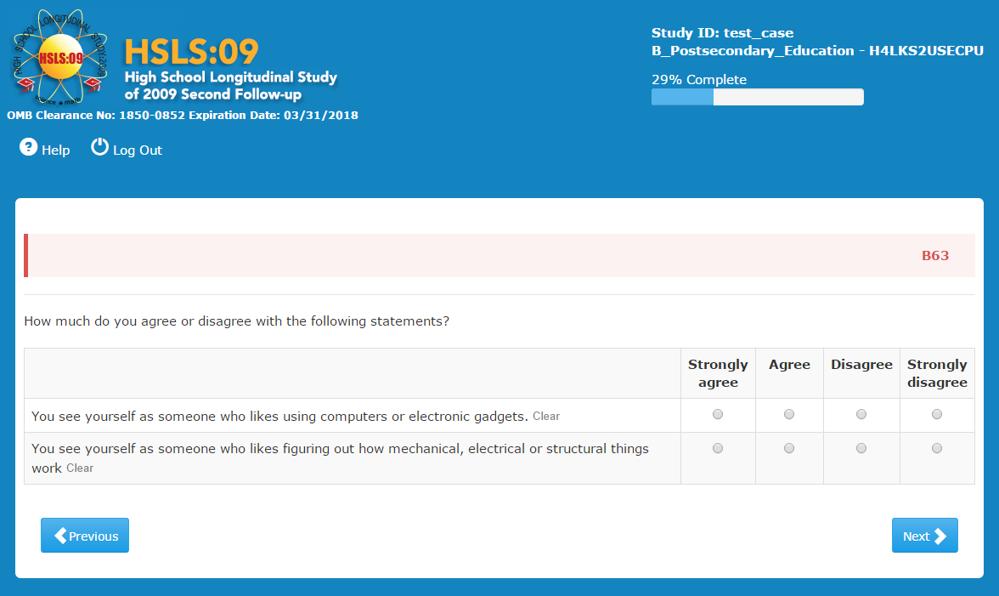 HIGH SCHOOL LONGITUDINAL STUDY:2009
HSLS:09
science & math
HSLS:09
High School Longitudinal Study
of 2009 Second Follow-up
OMB Clearance No: 1850-0852 Expiration Date: 03/31/2018
Study ID: test_case
B_Postsecondary_Education - H4LKS2USECPU
29% Complete
? Help
Log Out
B63
How much do you agree or disagree with the following statements?
Strongly agree
Agree
Disagree
Strongly disagree
You see yourself as someone who likes using computers or electronic gadgets. Clear
You see yourself as someone who likes figuring out how mechanical, electrical or structural things
work Clear
Previous
Next